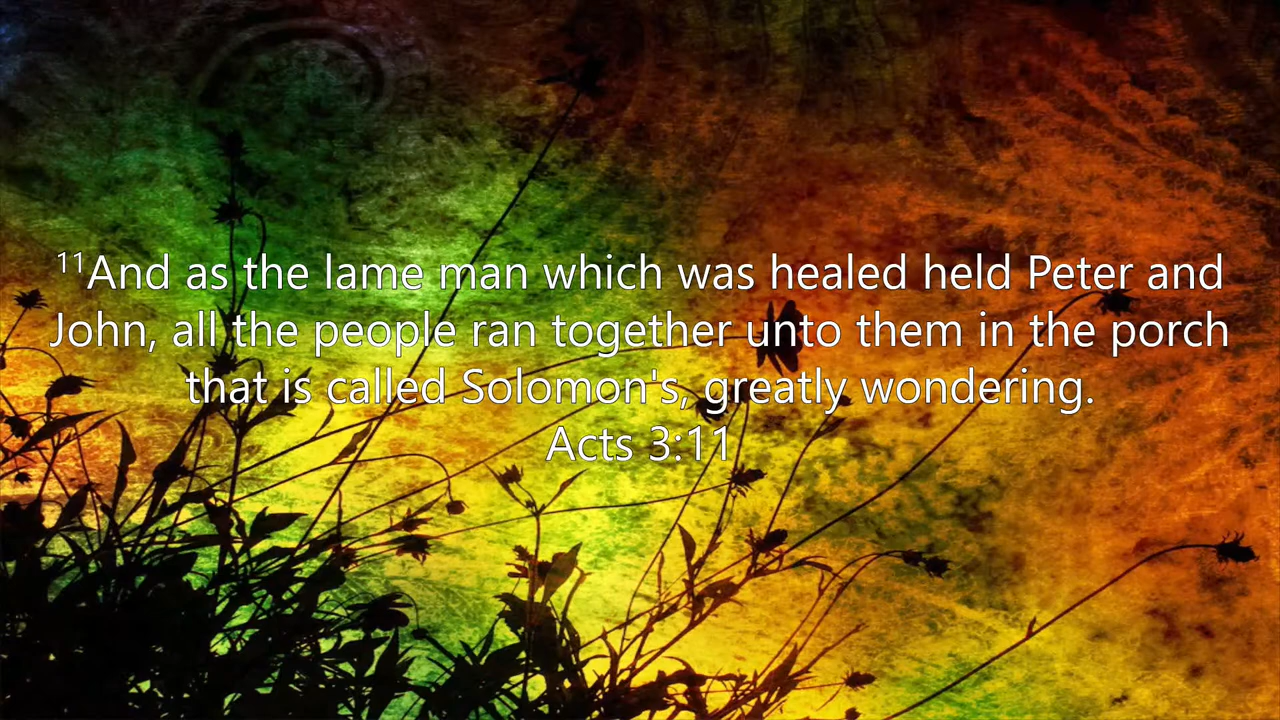 ¹¹And as the lame man which was healed held Peter and
John, all the people ran together unto them in the porch
that is called Solomon's, greatly wondering.
Acts 3:11